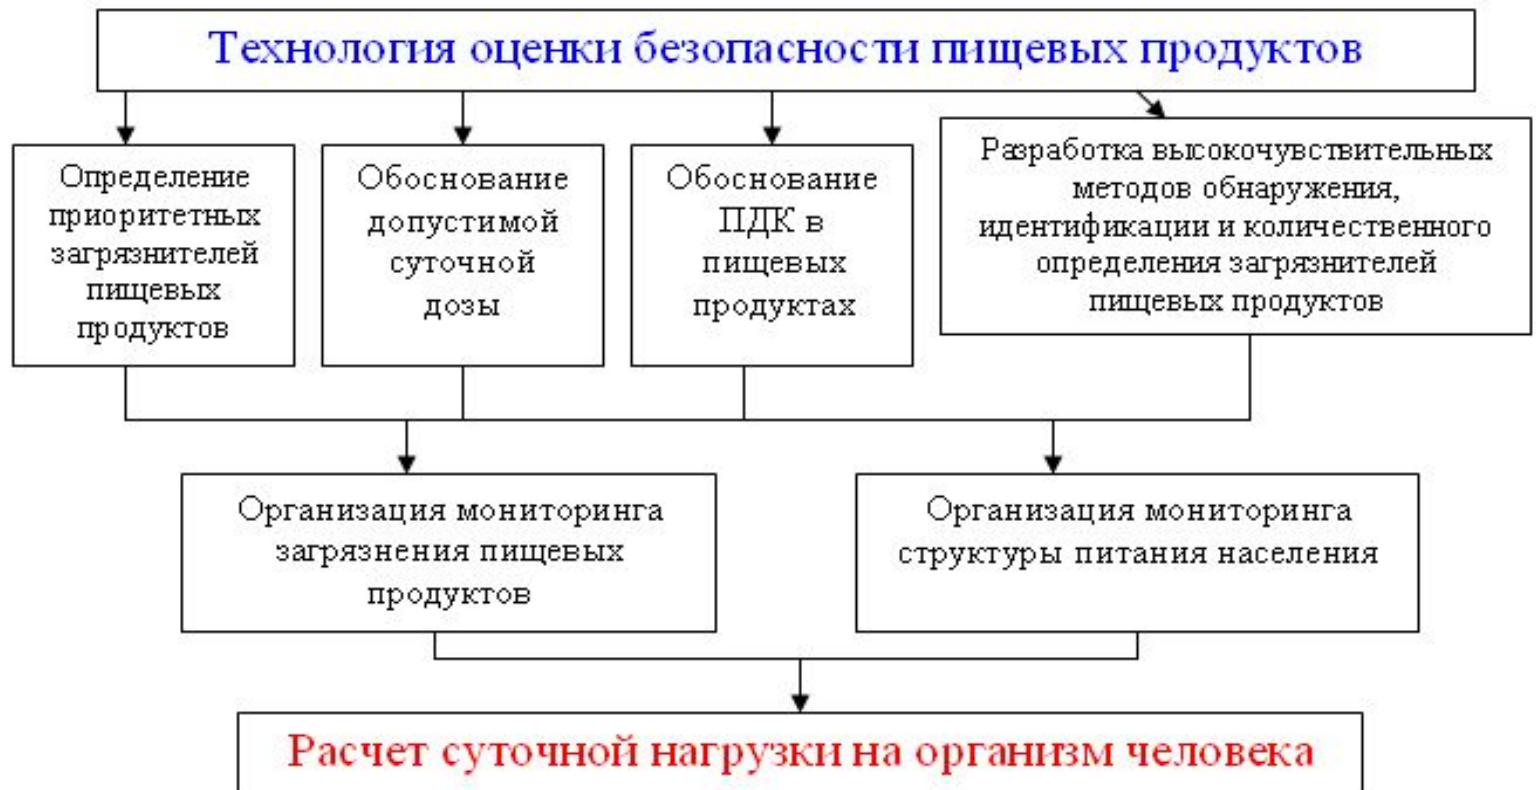 Технология оценки безопасности пищевых продуктов
Определение
приоритетных
загрязнителей
пищевых
продуктов
Обоснование
допустимой
суточной
дозы
Обоснование
ПДК в
пищевых
продуктах
Разработка высокочувствительных
методов обнаружения,
идентификации и количественного
определения загрязнителей
пищевых продуктов
Организация мониторинга
загрязнения пищевых
продуктов
Организация мониторинга
структуры питания населения
Расчет суточной нагрузки на организм человека